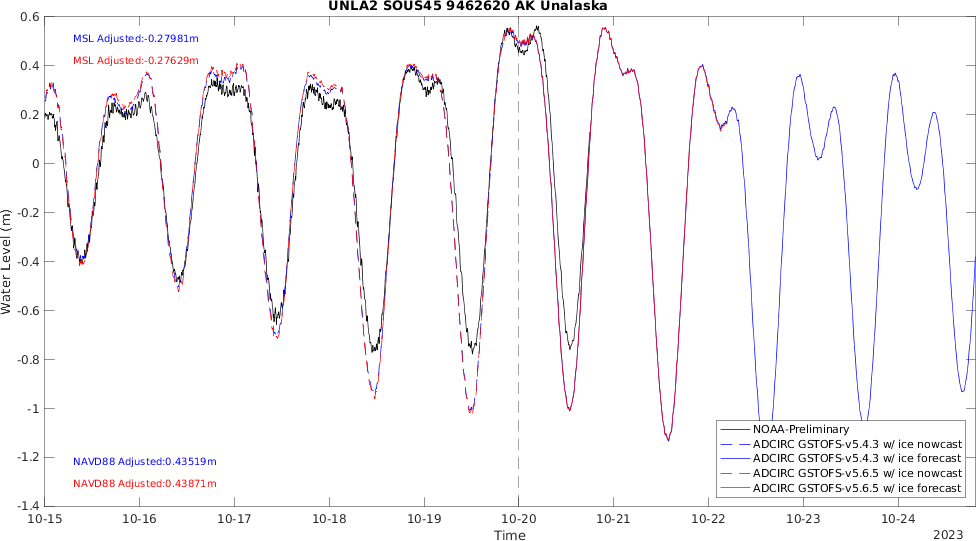 UNLA2 SOUS45 9462620 AK Unalaska
0.6
MSL Adjusted:-0.27981m
MSL Adjusted:-0.27629m
0.4
0.2
0
-0.2
-0.4
-0.6
-0.8
-1
-1.2
-1.4
Water Level (m)
NAVD88 Adjusted:0.43519m
NAVD88 Adjusted:0.43871m
NOAA-Preliminary
ADCIRC GSTOFS-v5.4.3 w/ ice nowcast
ADCIRC GSTOFS-v5.4.3 w/ ice forecast
ADCIRC GSTOFS-v5.6.5 w/ ice nowcast
ADCIRC GSTOFS-v5.6.5 w/ ice forecast
10-15 10-16 10-17 10-18 10-19 10-20 10-21 10-22 10-23 10-24
Time
2023